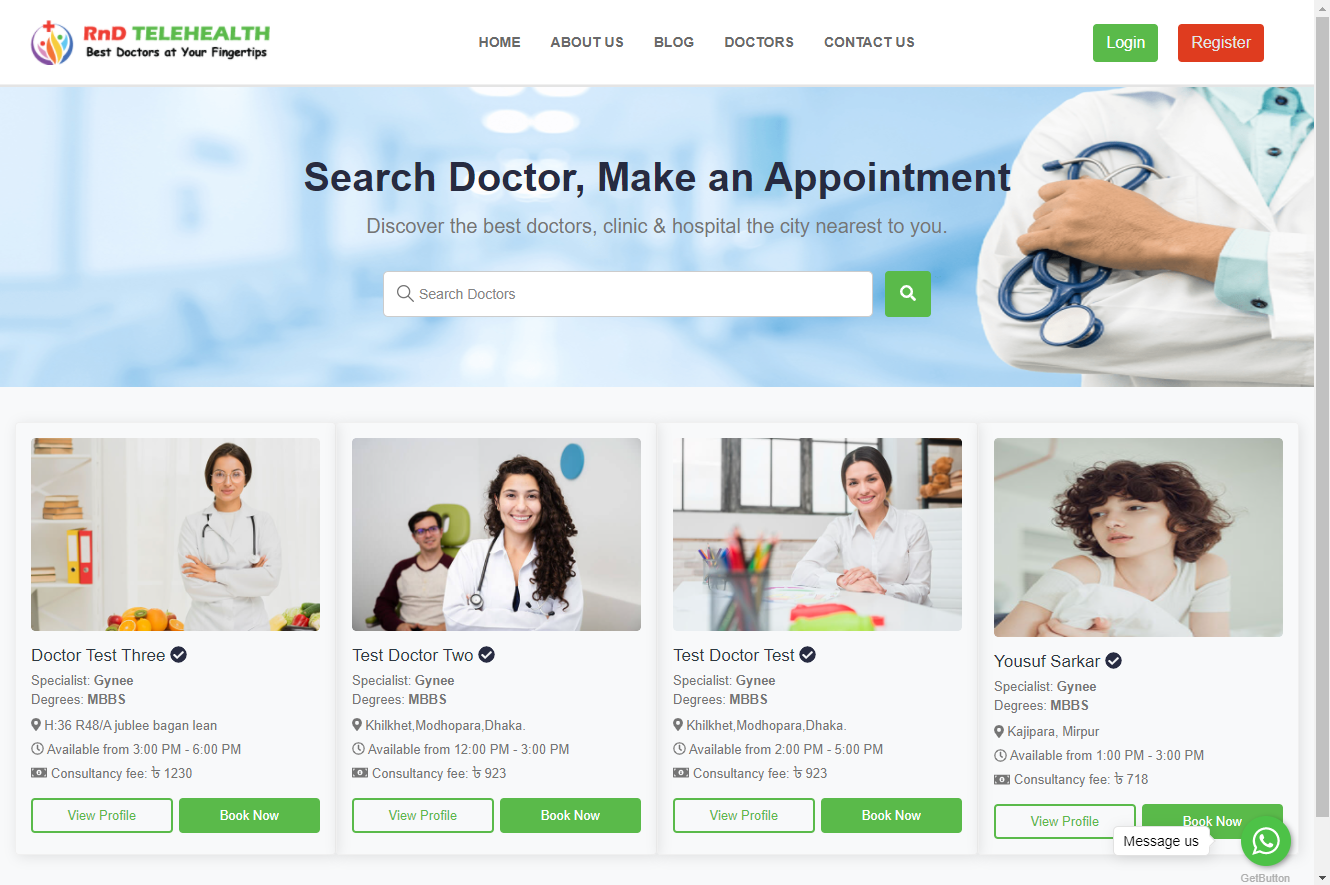 RnD TELEHEALTH
Best Doctors at Your Fingertips
HOME ABOUT US BLOG DOCTORS CONTACT US
Login Register
Search Doctor, Make an Appointment
Discover the best doctors, clinic & hospital the city nearest to you.
Search Doctors
Doctor Test Three
Specialist: Gynee
Degrees: MBBS
H:36 R48/A jublee bagan lean
Available from 3:00 PM - 6:00 PM
Consultancy fee: ৳ 1230
View Profile Book Now
Test Doctor Two
Specialist: Gynee
Degrees: MBBS
Khilkhet,Modhopara,Dhaka.
Available from 12:00 PM - 3:00 PM
Consultancy fee: ৳ 923
View Profile Book Now
Test Doctor Test
Specialist: Gynee
Degrees: MBBS
Khilkhet,Modhopara,Dhaka.
Available from 2:00 PM - 5:00 PM
Consultancy fee: ৳ 923
View Profile Book Now
Yousuf Sarkar
Specialist: Gynee
Degrees: MBBS
Kajipara, Mirpur
Available from 1:00 PM - 3:00 PM
Consultancy fee: ৳ 718
View Profile Book Now
Message us
GetButton